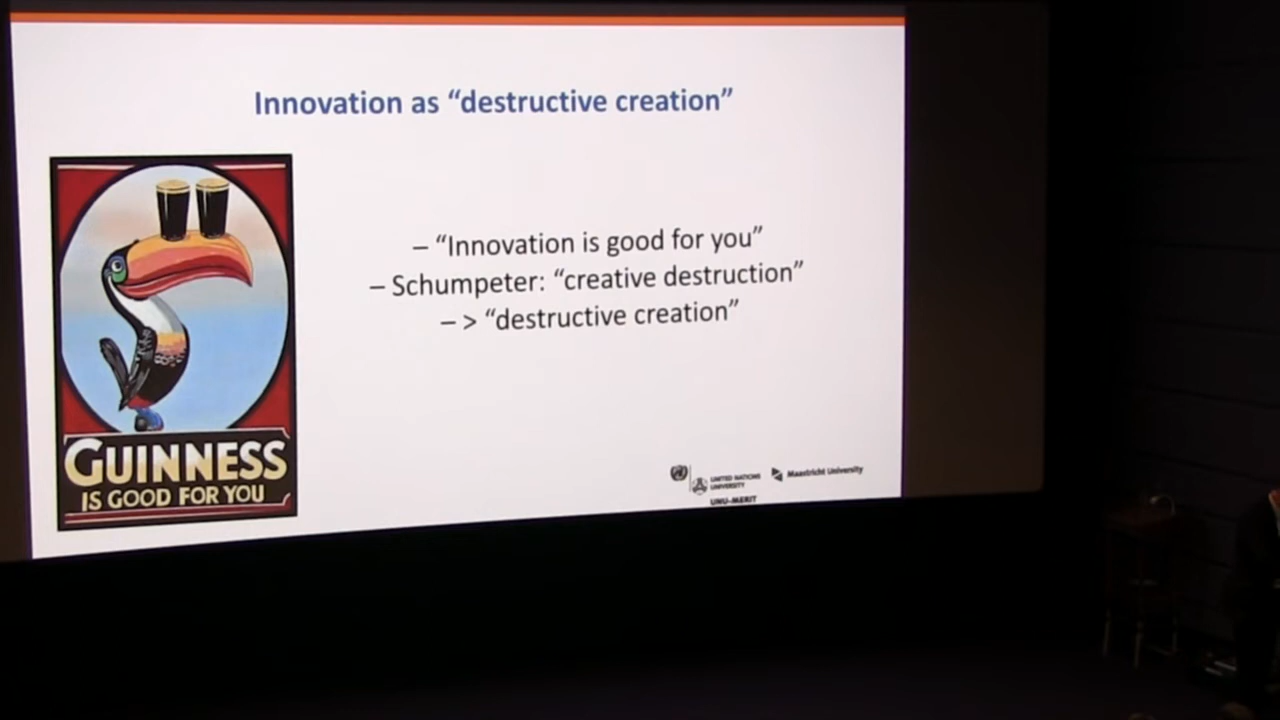 Innovation as “destructive creation”
– “Innovation is good for you”
– Schumpeter: “creative destruction”
– > “destructive creation”
GUINNESS
IS GOOD FOR YOU
UNITED NATIONS
UNIVERSITY
UNU-MERIT
Maastricht University